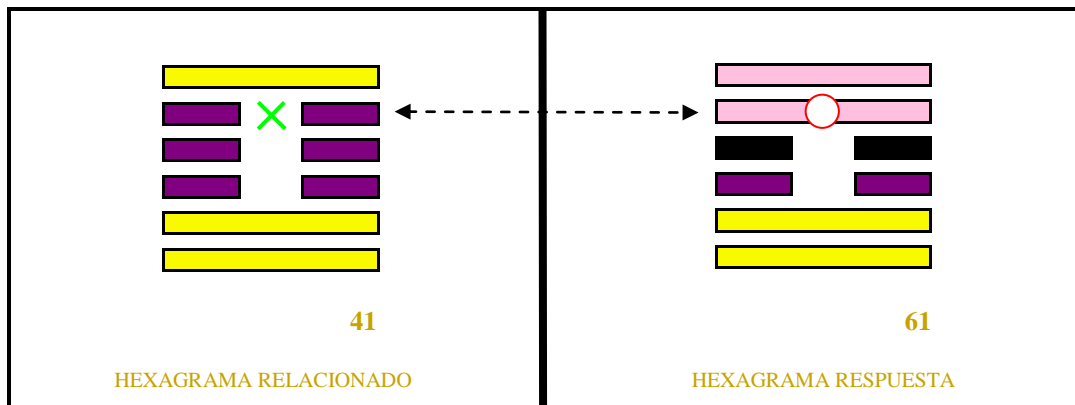 41
61
HEXAGRAMA RELACIONADO
HEXAGRAMA RESPUESTA